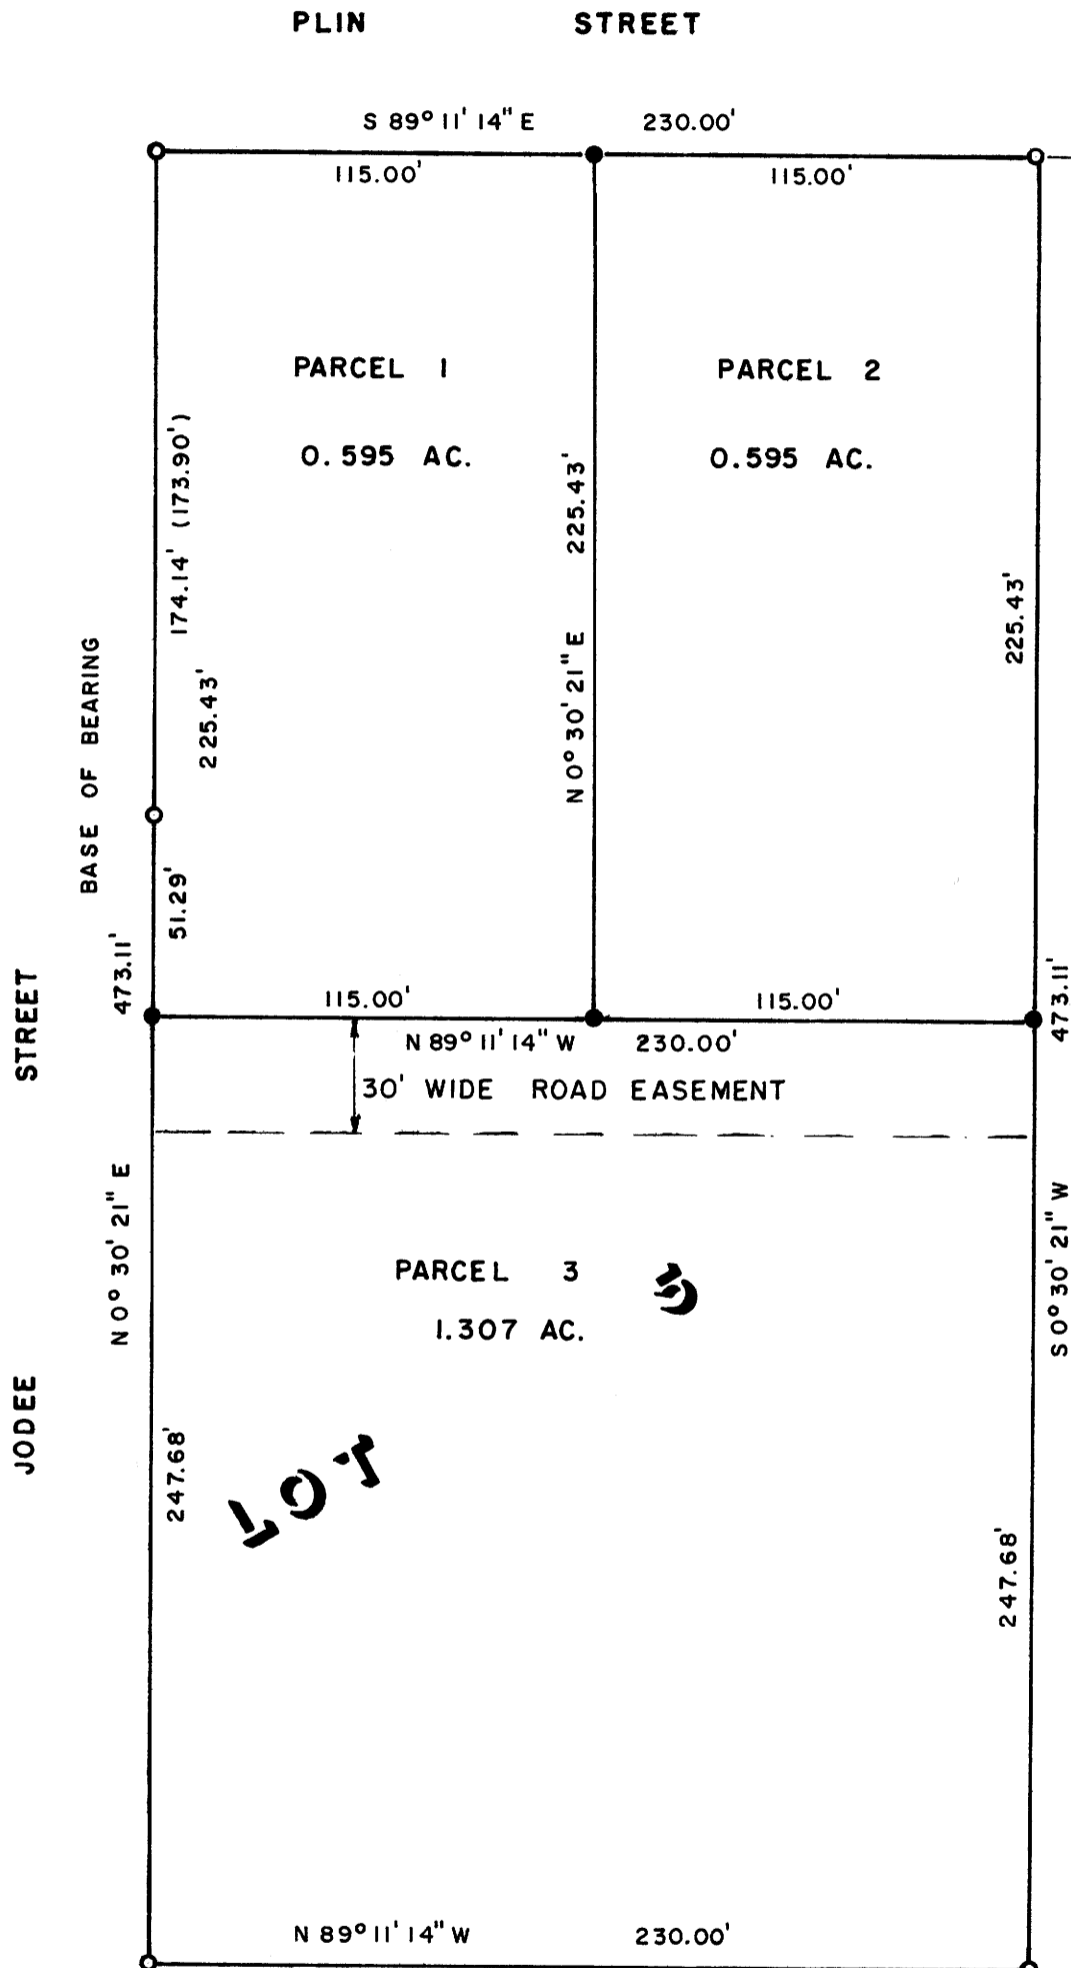 PLIN STREET
S 89° 11' 14" E 230.00'
115.00' 115.00'
PARCEL 1
0.595 AC.
PARCEL 2
0.595 AC.
174.14' (173.90')
225.43'
N 0° 30' 21" E 225.43'
225.43'
BASE OF BEARING
51.29'
473.11'
473.11'
JODEE STREET
115.00' 115.00'
N 89° 11' 14" W 230.00'
30' WIDE ROAD EASEMENT
N 0° 30' 21" E
S 0° 30' 21" W
PARCEL 3
1.307 AC.
LOT
247.68'
247.68'
N 89° 11' 14" W 230.00'